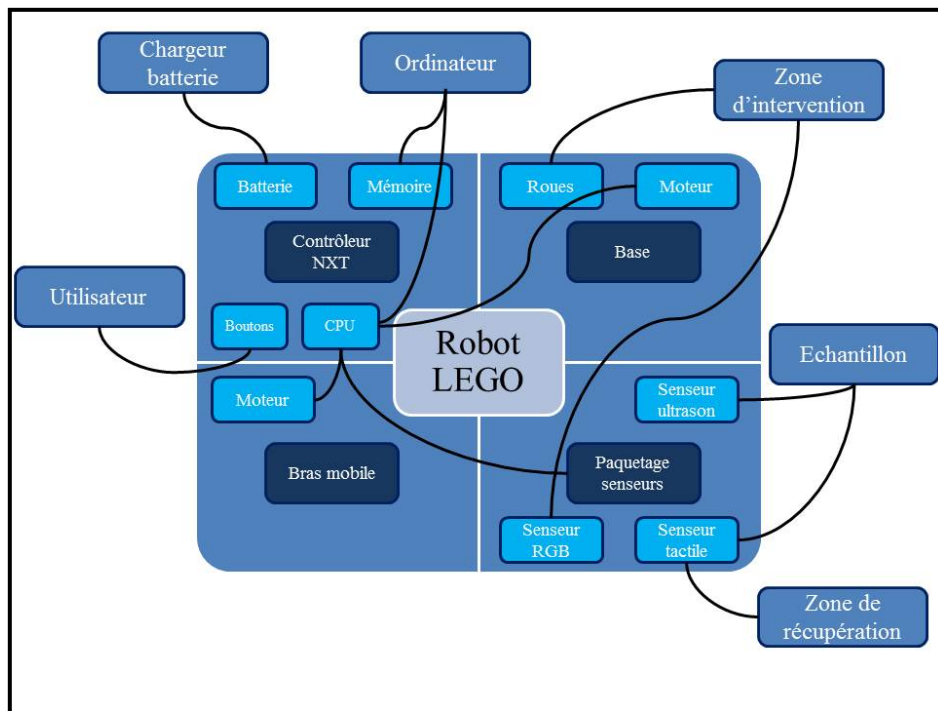 Chargeur
batterie
Ordinateur
Zone
d'intervention
Batterie
Mémoire
Roues
Moteur
Contrôleur
NXT
Base
Utilisateur
Boutons
CPU
Robot
LEGO
Echantillon
Moteur
Senseur
ultrason
Bras mobile
Paquetage
senseurs
Senseur
RGB
Senseur
tactile
Zone de
récupération